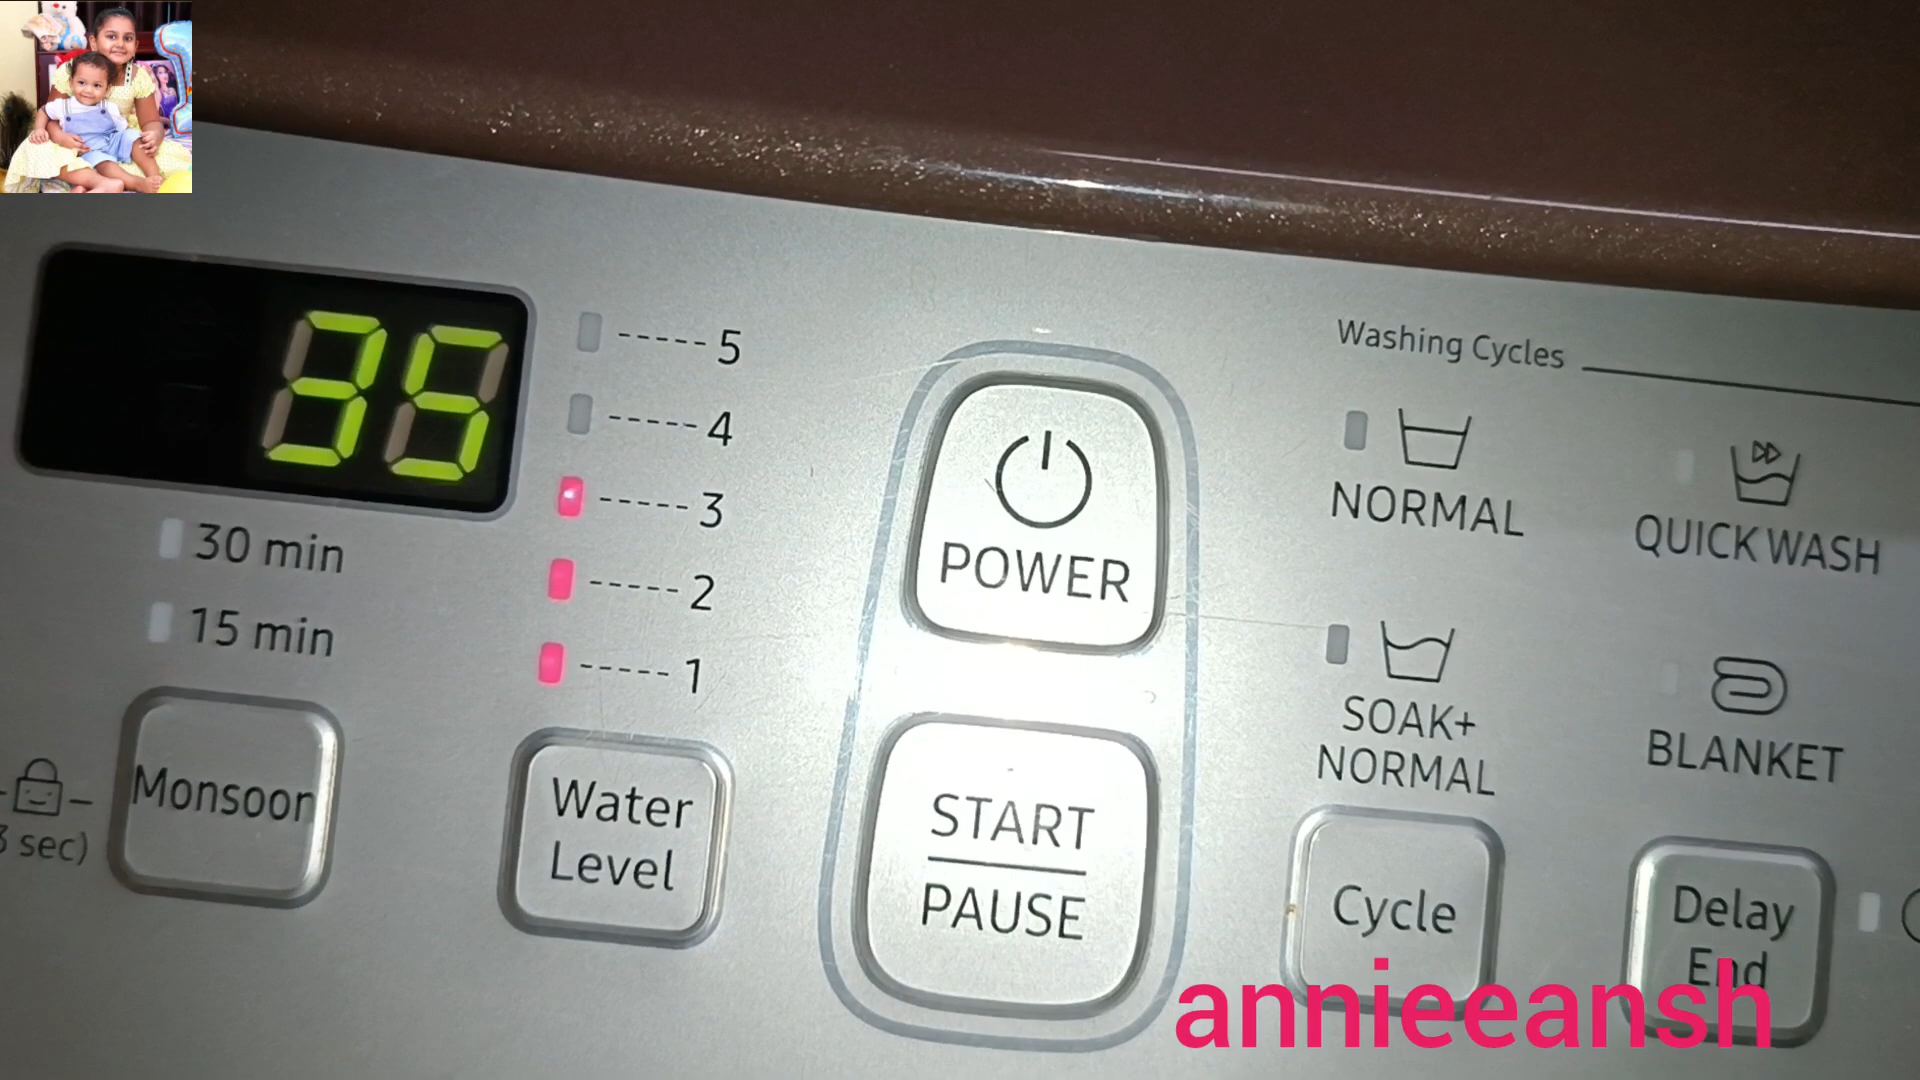 35
30 min
15 min
5
4
3
2
1
Monsoon
3 sec)
Water
Level
POWER
START
PAUSE
Washing Cycles
NORMAL
QUICK WASH
SOAK+
NORMAL
BLANKET
Cycle
Delay
End
annieeansh